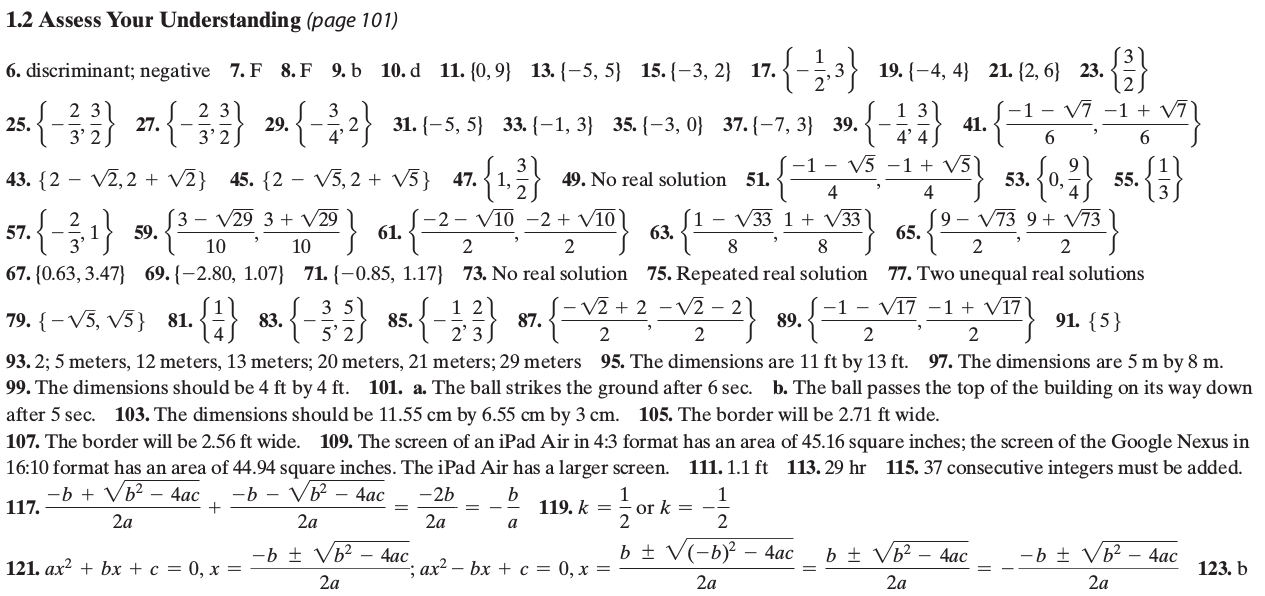 1.2 Assess Your Understanding (page 101)
6. discriminant; negative 7. F 8. F 9. b 10. d 11. {0, 9} 13. {−5, 5} 15. {−3, 2} 17. {−1/2, 3} 19. {−4, 4} 21. {2, 6} 23. {3/2}
25. {−2/3, 3/2} 27. {−2/3, 3/2} 29. {−3/4, 2} 31. {−5, 5} 33. {−1, 3} 35. {−3, 0} 37. {−7, 3} 39. {−1/4, 3/4} 41. {(−1 − √7)/6, (−1 + √7)/6}
43. {2 − √2, 2 + √2} 45. {2 − √5, 2 + √5} 47. {1, 3/2} 49. No real solution 51. {(−1 − √5)/4, (−1 + √5)/4} 53. {0, 9/4} 55. {1/3}
57. {−2/3, 1} 59. {(3 − √29)/10, (3 + √29)/10} 61. {(−2 − √10)/2, (−2 + √10)/2} 63. {(1 − √33)/8, (1 + √33)/8} 65. {(9 − √73)/2, (9 + √73)/2}
67. {0.63, 3.47} 69. {−2.80, 1.07} 71. {−0.85, 1.17} 73. No real solution 75. Repeated real solution 77. Two unequal real solutions
79. {−√5, √5} 81. {1/4} 83. {−3/5, 5/2} 85. {−1/2, 2/3} 87. {(−√2 + 2)/2, (−√2 − 2)/2} 89. {(−1 − √17)/2, (−1 + √17)/2} 91. {5}
93. 2; 5 meters, 12 meters, 13 meters; 20 meters, 21 meters; 29 meters 95. The dimensions are 11 ft by 13 ft. 97. The dimensions are 5 m by 8 m.
99. The dimensions should be 4 ft by 4 ft. 101. a. The ball strikes the ground after 6 sec. b. The ball passes the top of the building on its way down
after 5 sec. 103. The dimensions should be 11.55 cm by 6.55 cm by 3 cm. 105. The border will be 2.71 ft wide.
107. The border will be 2.56 ft wide. 109. The screen of an iPad Air in 4:3 format has an area of 45.16 square inches; the screen of the Google Nexus in
16:10 format has an area of 44.94 square inches. The iPad Air has a larger screen. 111. 1.1 ft 113. 29 hr 115. 37 consecutive integers must be added.
117. (−b + √(b² − 4ac))/2a + (−b − √(b² − 4ac))/2a = −2b/2a = −b/a 119. k = 1/2 or k = −1/2
121. ax² + bx + c = 0, x = (−b ± √(b² − 4ac))/2a; ax² − bx + c = 0, x = (b ± √((−b)² − 4ac))/2a = (b ± √(b² − 4ac))/2a = −(−b ± √(b² − 4ac))/2a 123. b